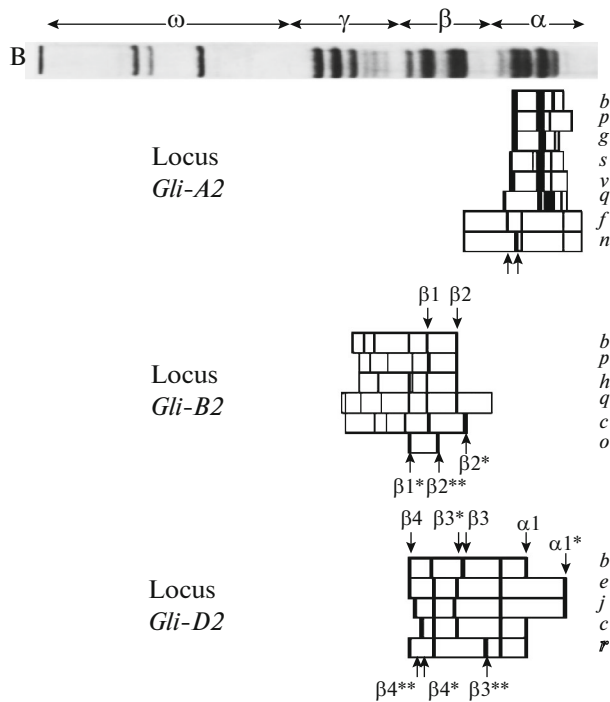 ω γ β α
B
b
p
g
Locus
Gli-A2
s
v
q
f
n
β1 β2
b
p
Locus
Gli-B2
h
q
c
o
β2*
β1* β2**
β4 β3* β3 α1
α1*
b
e
Locus
Gli-D2
j
c
r
β4** β4* β3**